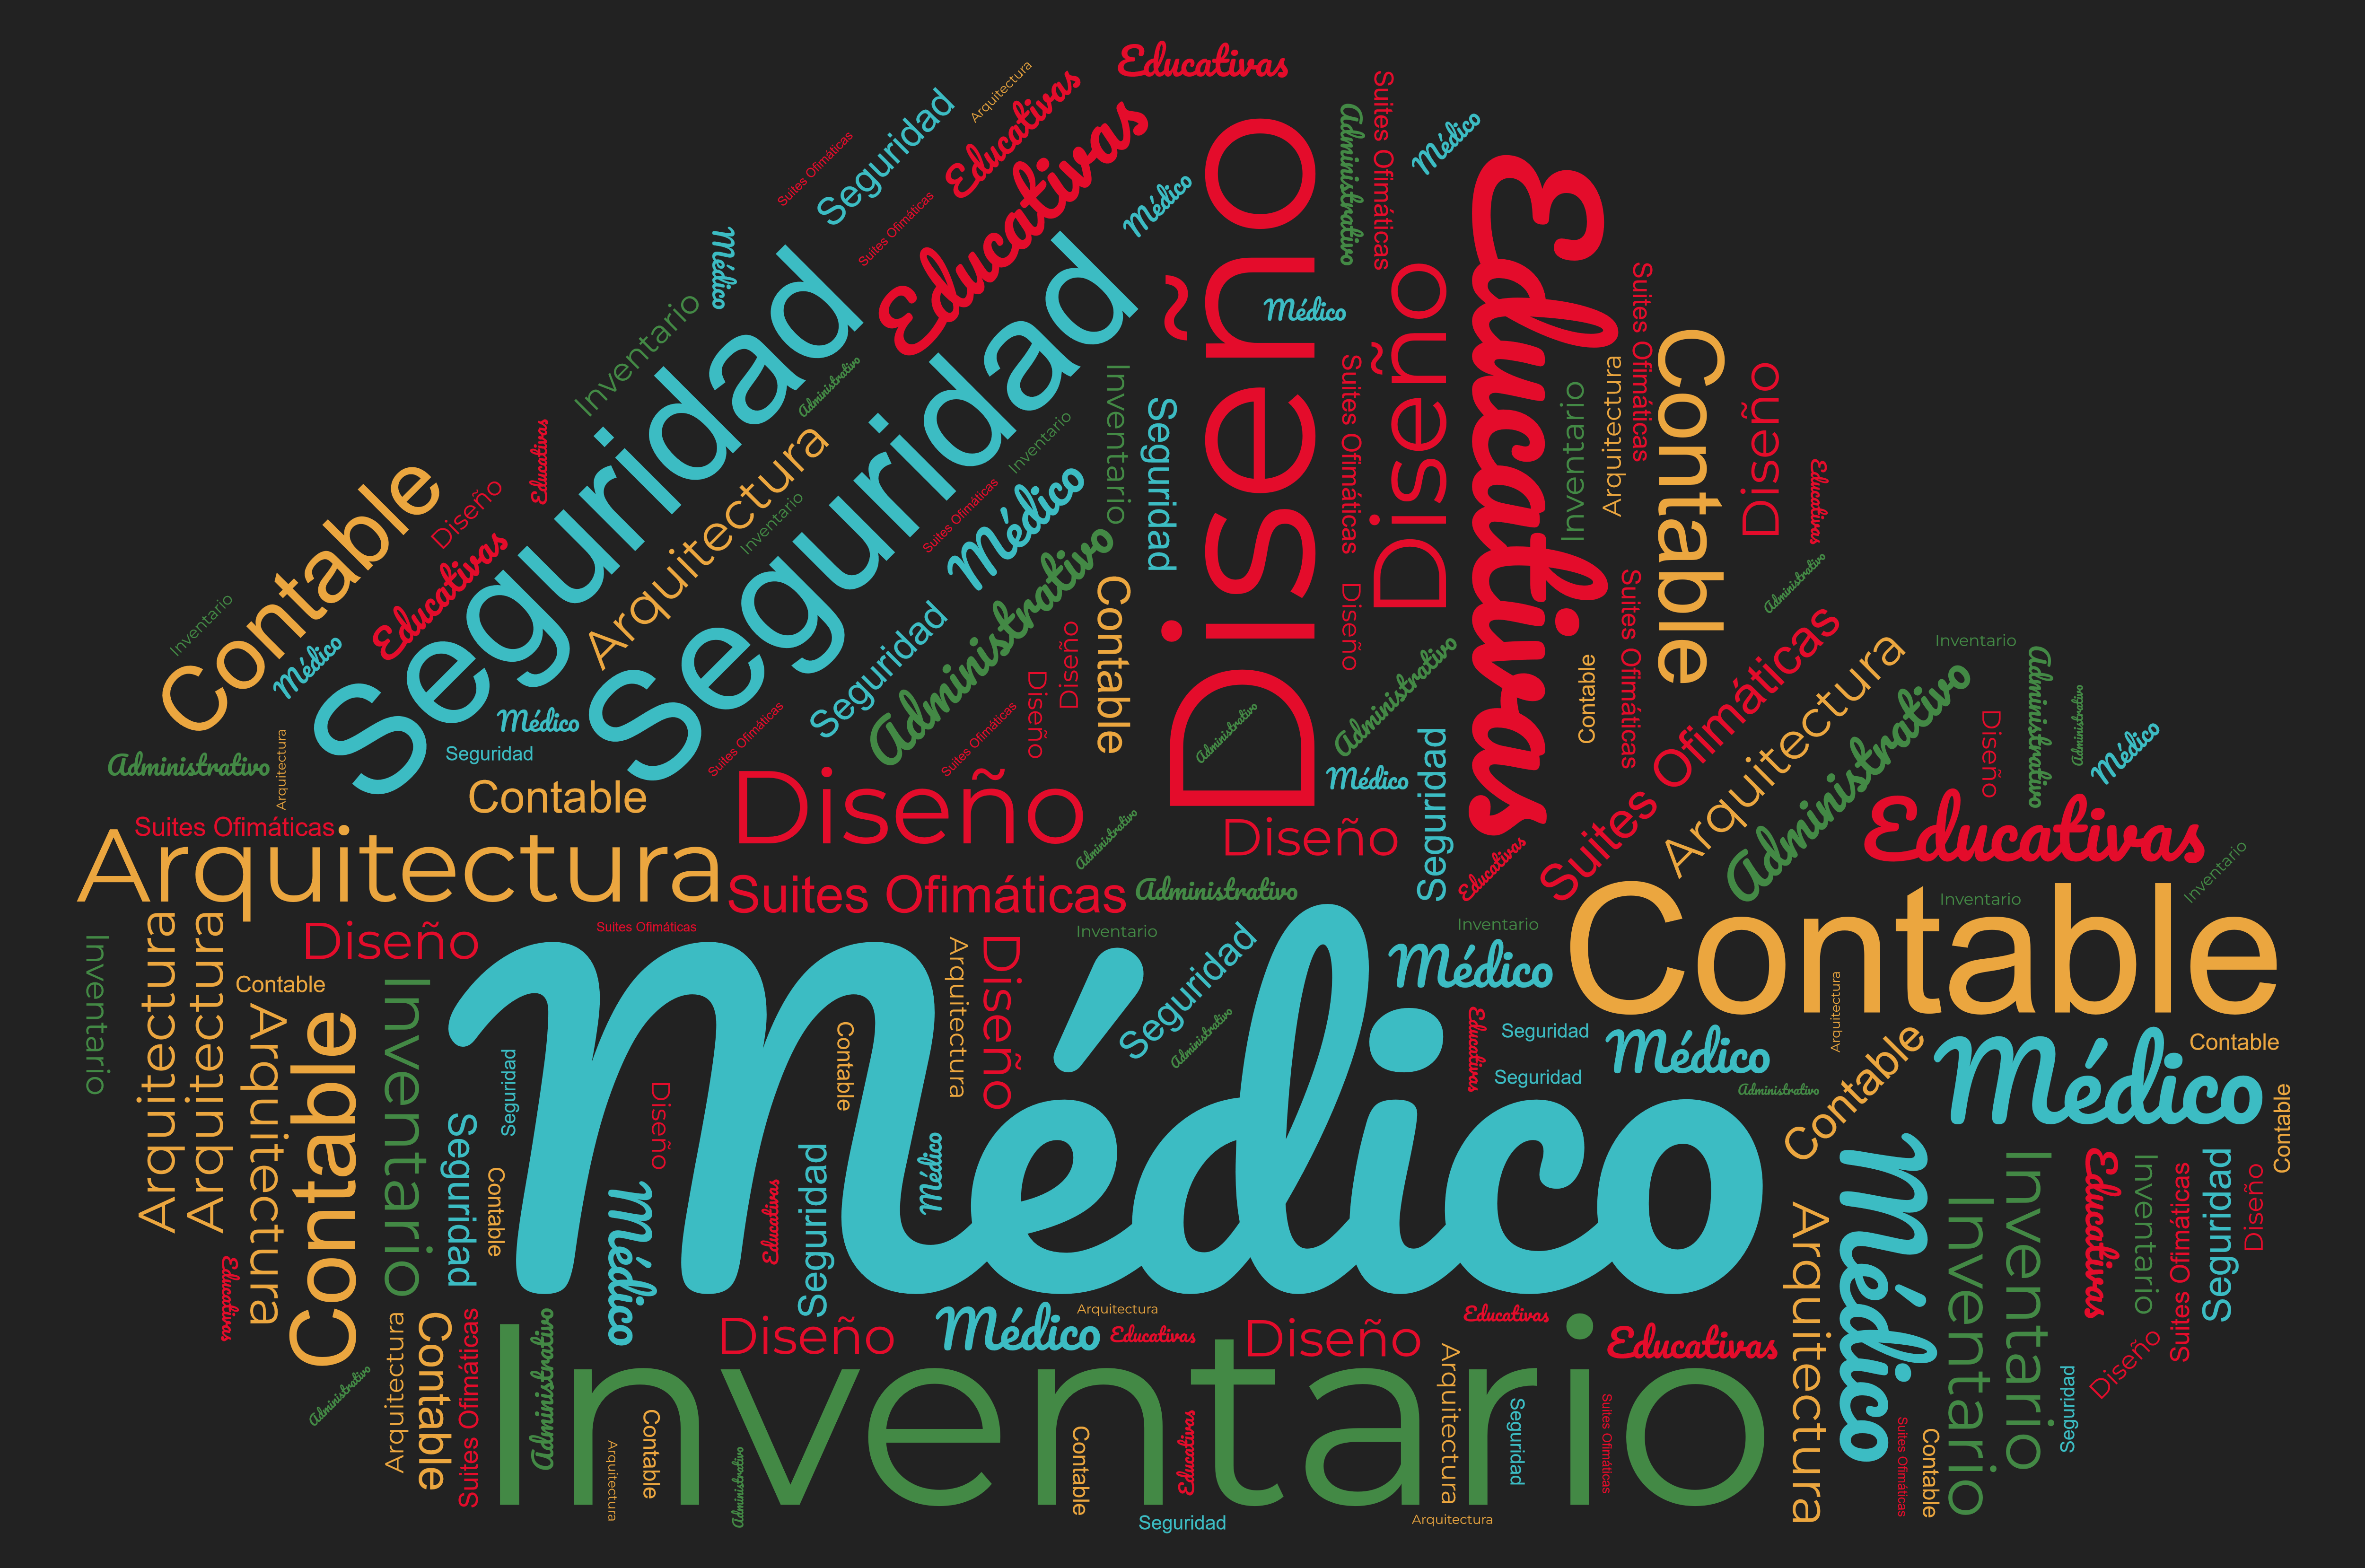 Educativas
Arquitectura
Suites Ofimáticas
Educativas
Seguridad
Educativas
Administrativo
Médico
Suites Ofimáticas
Diseño
Educativas
Médico
Suites Ofimáticas
Médico
Seguridad
Seguridad
Inventario
Médico
Diseño
Suites Ofimáticas
Contable
Diseño
Administrativo
Inventario
Seguridad
Suites Ofimáticas
Inventario
Arquitectura
Educativas
Educativas
Diseño
Contable
Arquitectura
Inventario
Inventario
Suites Ofimáticas
Médico
Administrativo
Educativas
Inventario
Médico
Contable
Diseño
Suites Ofimáticas
Contable
Administrativo
Suites Ofimáticas
Arquitectura
Inventario
Administrativo
Seguridad
Diseño
Diseño
Administrativo
Administrativo
Diseño
Administrativo
Administrativo
Médico
Médico
Seguridad
Administrativo
Arquitectura
Suites Ofimáticas
Suites Ofimáticas
Médico
Seguridad
Contable
Diseño
Educativas
Suites Ofimáticas
Arquitectura
Diseño
Administrativo
Educativas
Inventario
Suites Ofimáticas
Administrativo
Contable
Inventario
Arquitectura
Arquitectura
Inventario
Diseño
Suites Ofimáticas
Médico
Arquitectura
Diseño
Inventario
Seguridad
Administrativo
Inventario
Médico
Contable
Arquitectura
Contable
Inventario
Seguridad
Seguridad
Contable
Diseño
Contable
Educativas
Seguridad
Seguridad
Médico
Administrativo
Arquitectura
Contable
Médico
Contable
Contable
Médico
Educativas
Seguridad
Médico
Médico
Arquitectura
Inventario
Inventario
Educativas
Inventario
Suites Ofimáticas
Seguridad
Diseño
Educativas
Administrativo
Arquitectura
Contable
Suites Ofimáticas
Administrativo
Diseño
Médico
Arquitectura
Educativas
Diseño
Educativas
Educativas
Inventario
Arquitectura
Contable
Administrativo
Contable
Educativas
Arquitectura
Seguridad
Suites Ofimáticas
Suites Ofimáticas
Contable
Seguridad
Diseño
Seguridad
Arquitectura